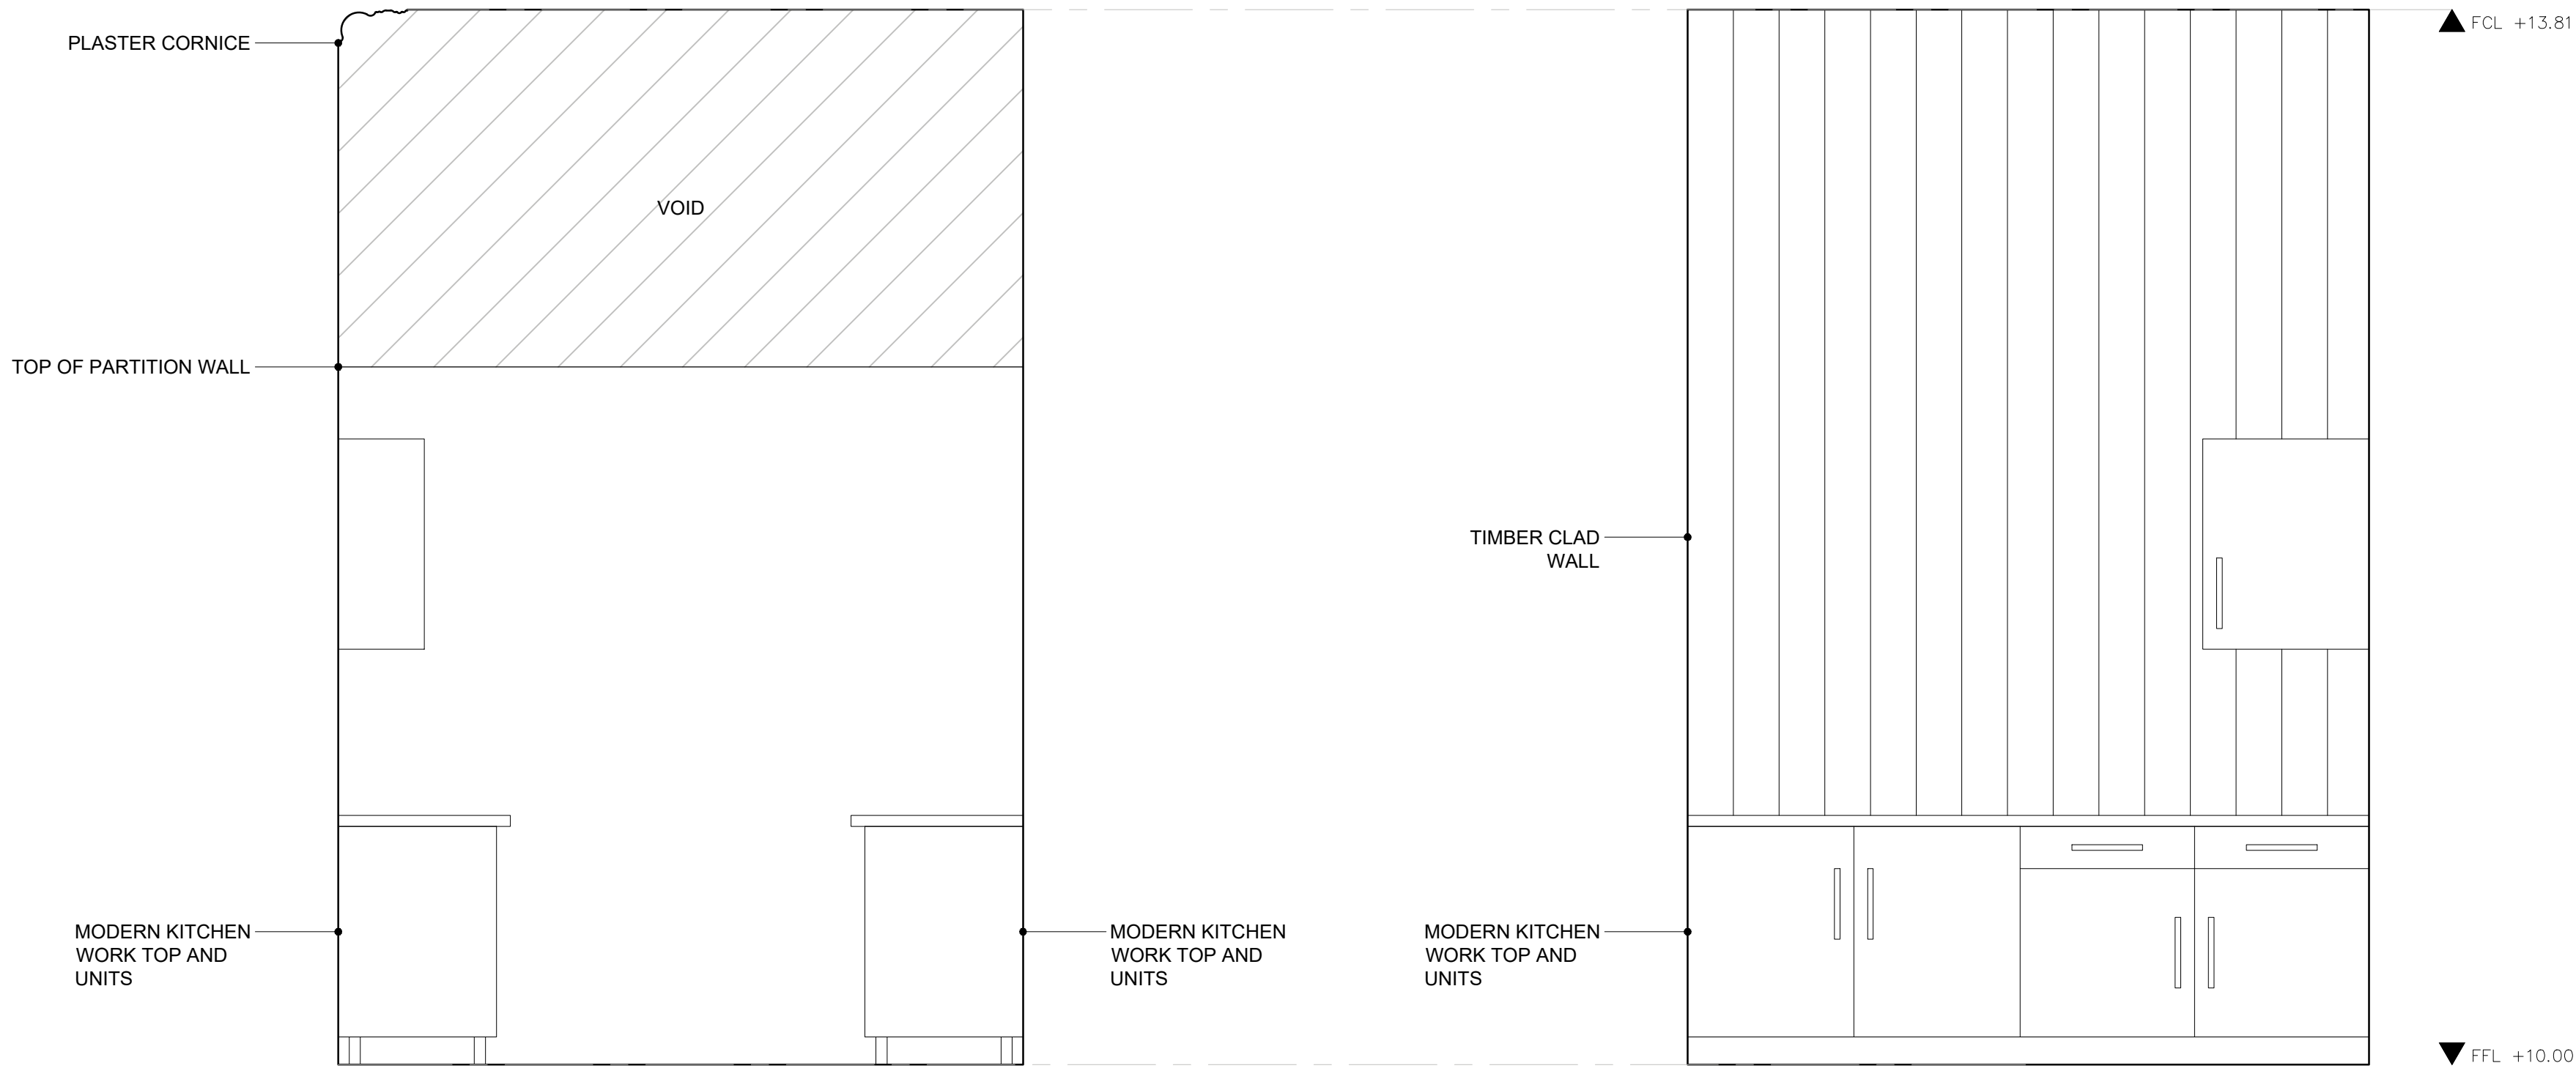 PLASTER CORNICE
FCL +13.81
VOID
TOP OF PARTITION WALL
TIMBER CLAD
WALL
MODERN KITCHEN
WORK TOP AND
UNITS
MODERN KITCHEN
WORK TOP AND
UNITS
MODERN KITCHEN
WORK TOP AND
UNITS
FFL +10.00